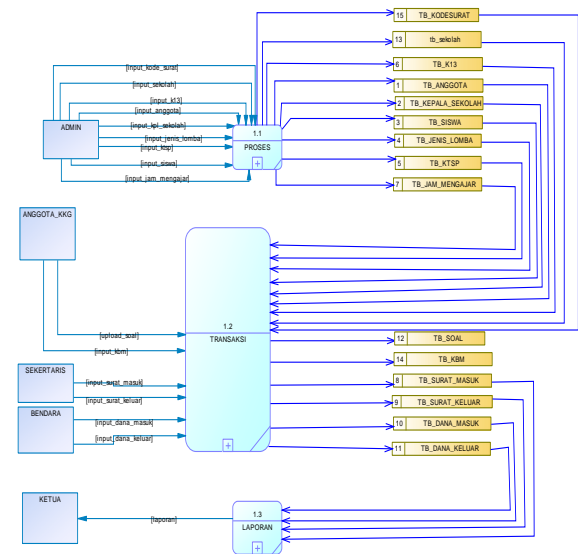 15 TB_KODESURAT
13 tb_sekolah
6 TB_K13
1 TB_ANGGOTA
2 TB_KEPALA_SEKOLAH
3 TB_SISWA
4 TB_JENIS_LOMBA
5 TB_KTSP
7 TB_JAM_MENGAJAR
[input_kode_surat]
[input_sekolah]
[input_k13]
[input_anggota]
ADMIN
[input_kpl_sekolah]
[input_jenis_lomba]
[input_ktsp]
[input_siswa]
[input_jam_mengajar]
1.1
PROSES
ANGGOTA_KKG
[upload_soal]
[input_kbm]
1.2
TRANSAKSI
12 TB_SOAL
14 TB_KBM
8 TB_SURAT_MASUK
9 TB_SURAT_KELUAR
10 TB_DANA_MASUK
11 TB_DANA_KELUAR
SEKERTARIS
[input_surat_masuk]
[input_surat_keluar]
BENDARA
[input_dana_masuk]
[input_dana_keluar]
KETUA
[laporan]
1.3
LAPORAN